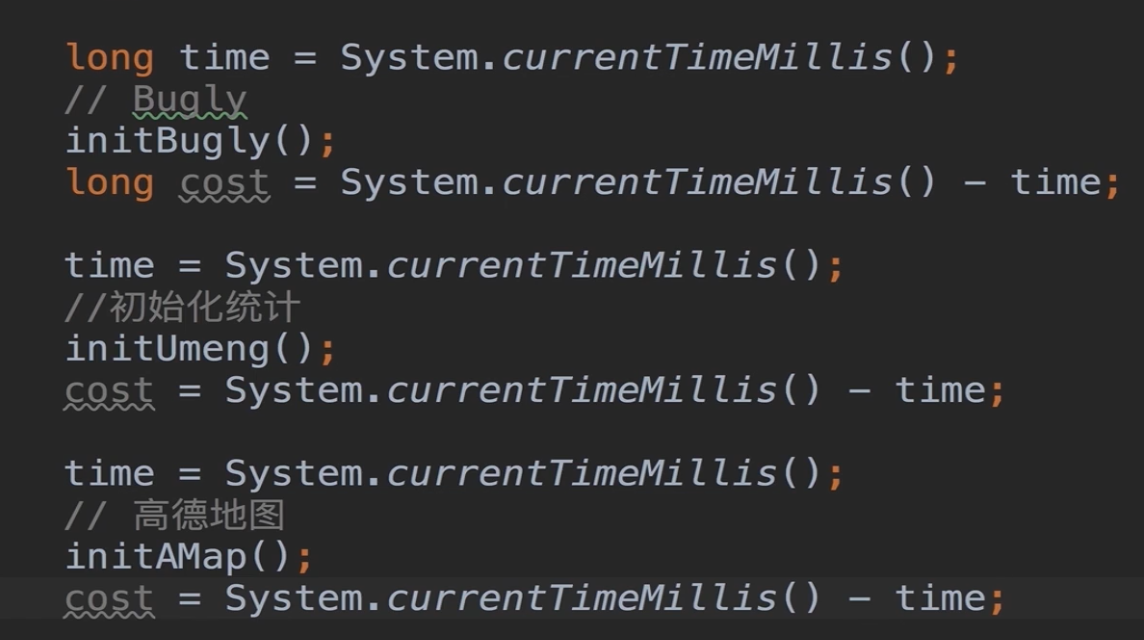 long time = System.currentTimeMillis();
// Bugly
initBugly();
long cost = System.currentTimeMillis() - time;
time = System.currentTimeMillis();
//初始化统计
initUmeng();
cost = System.currentTimeMillis() - time;
time = System.currentTimeMillis();
// 高德地图
initAMap();
cost = System.currentTimeMillis() - time;